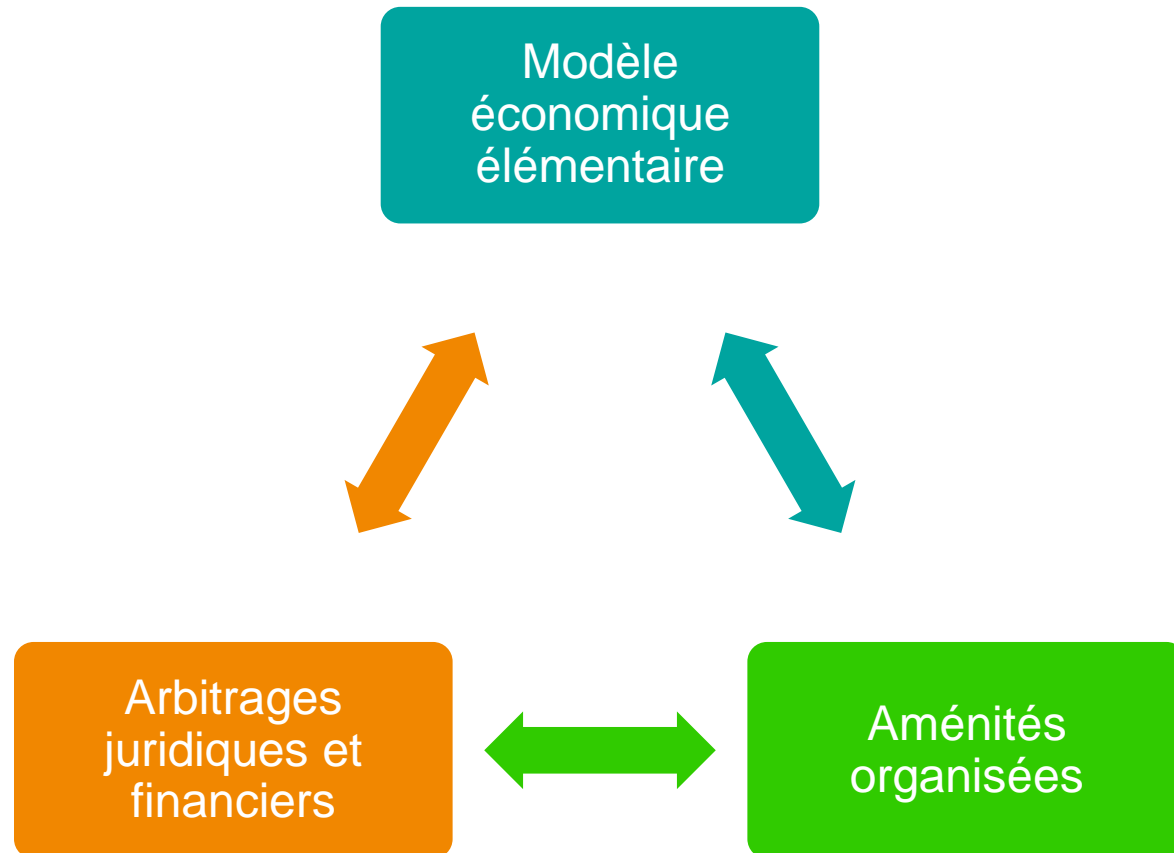 Modèle
économique
élémentaire
Arbitrages
juridiques et
financiers
Aménités
organisées